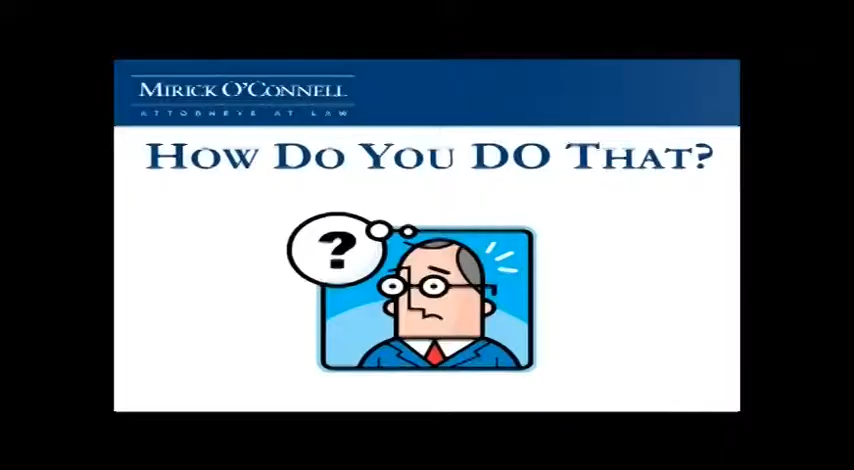 MIRICK O'CONNELL
ATTORNEYS AT LAW
HOW DO YOU DO THAT?
?